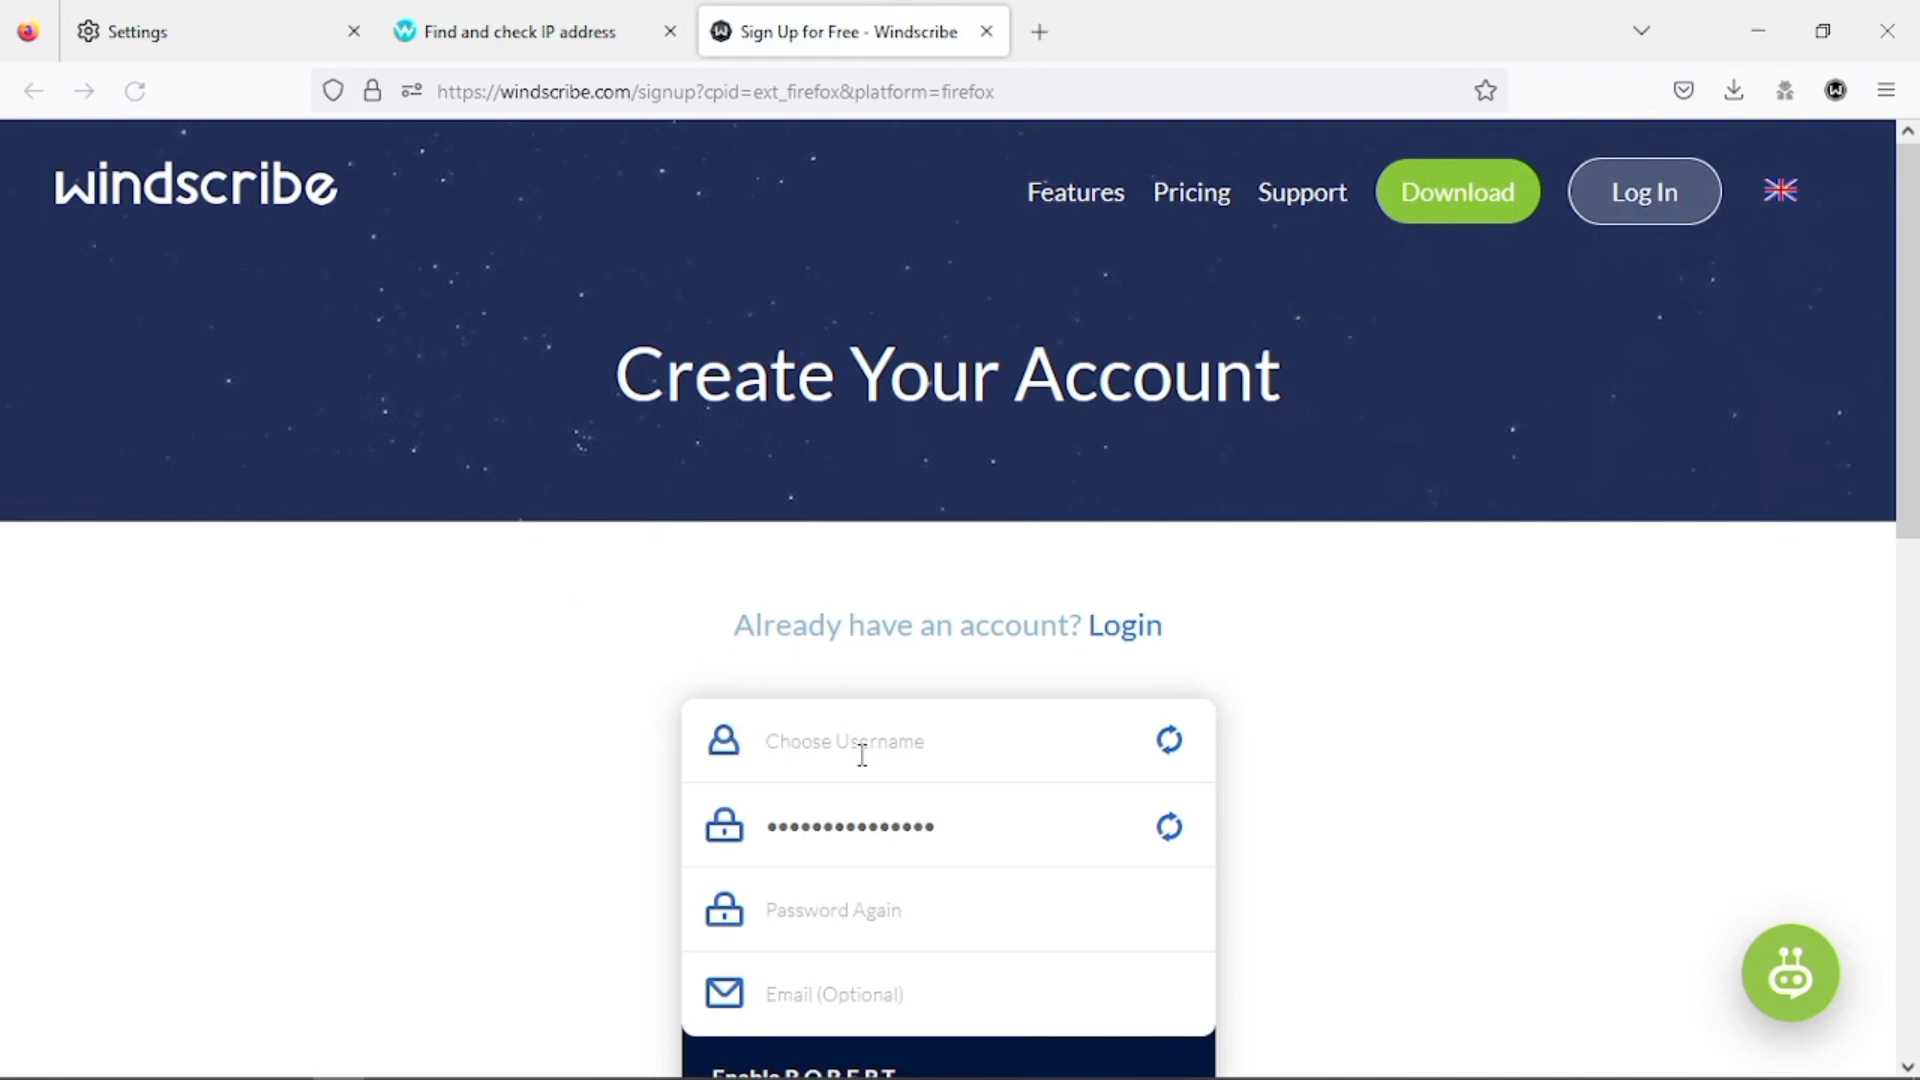 Settings
Find and check IP address
Sign Up for Free - Windscribe
https://windscribe.com/signup?cpid=ext_firefox&platform=firefox
windscribe
Features
Pricing
Support
Download
Log In
Create Your Account
Already have an account? Login
Choose Username
•••••••••••••••
Password Again
Email (Optional)
Enable R.O.B.E.R.T.